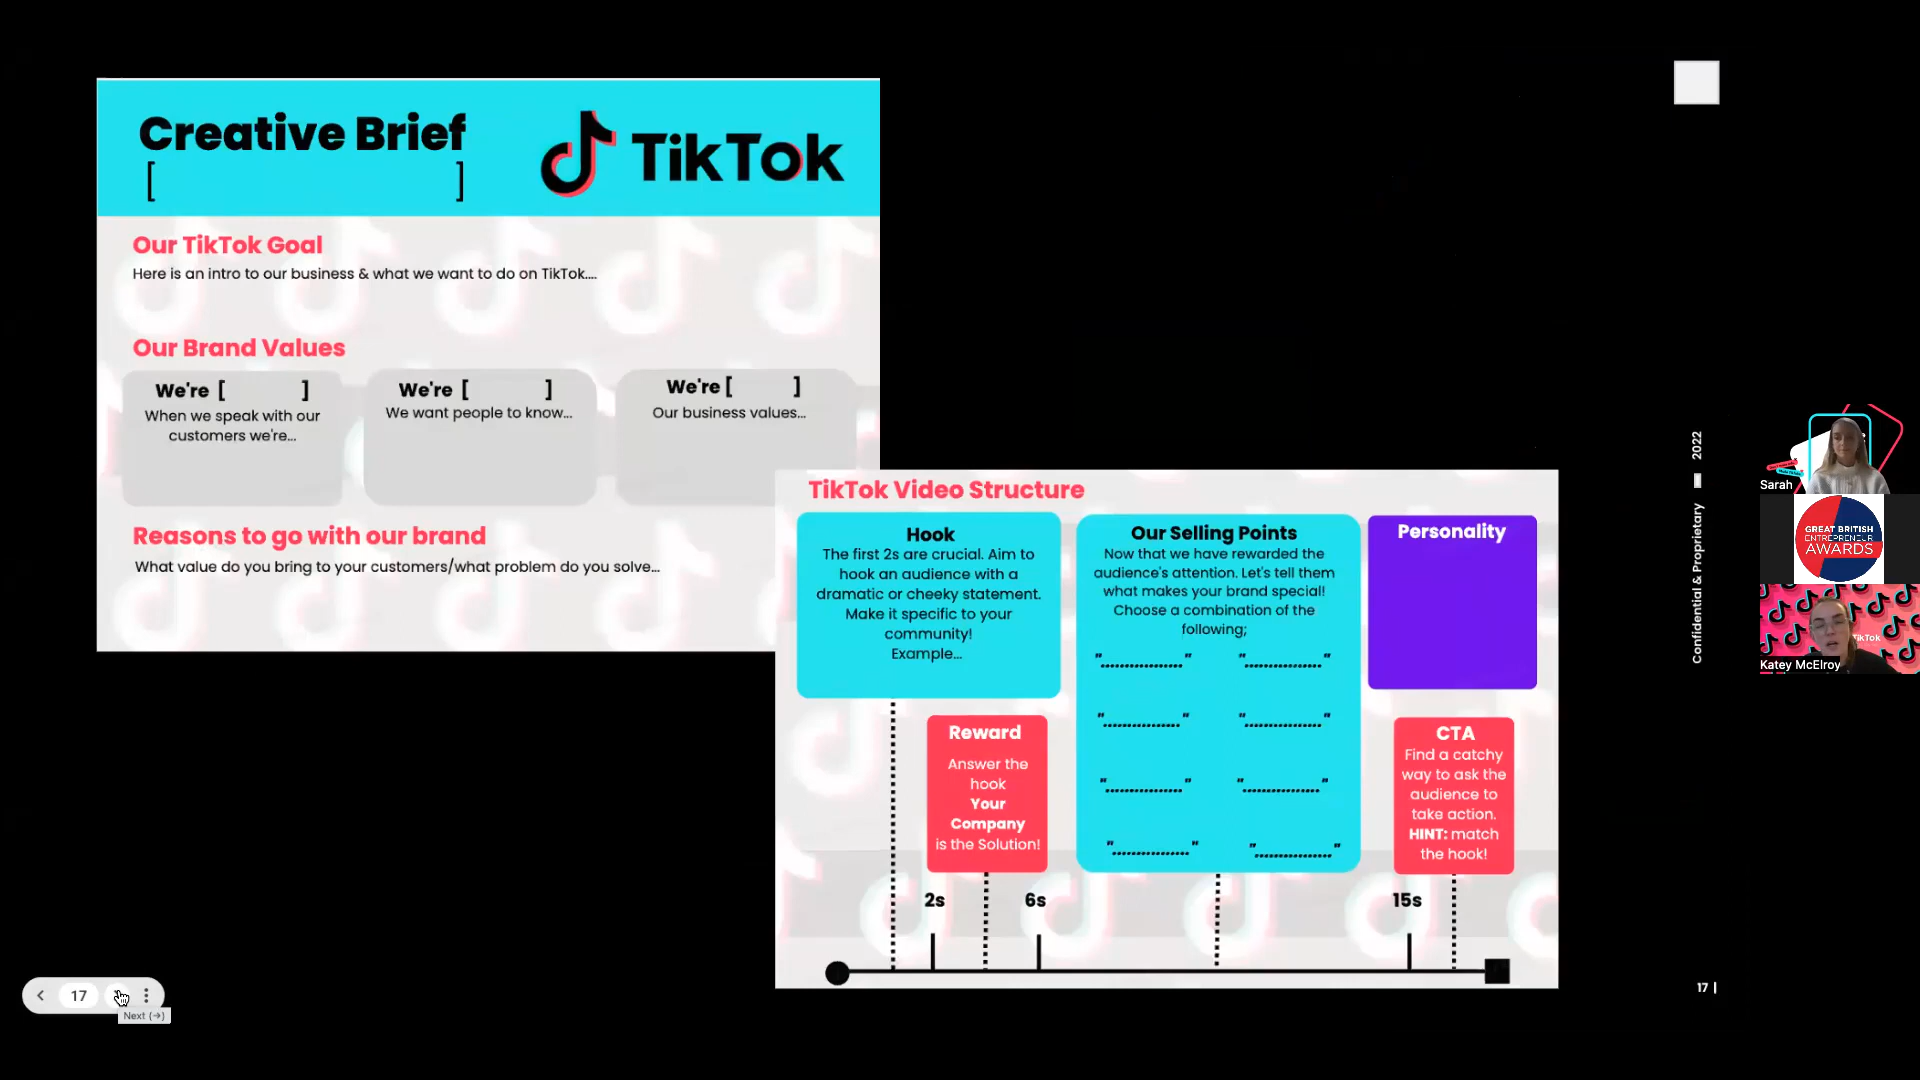 Creative Brief
[ ]
TikTok
Our TikTok Goal
Here is an intro to our business & what we want to do on TikTok....
Our Brand Values
We're [ ]
When we speak with our
customers we're...
We're [ ]
We want people to know...
We're [ ]
Our business values...
Reasons to go with our brand
What value do you bring to your customers/what problem do you solve...
TikTok Video Structure
Hook
The first 2s are crucial. Aim to
hook an audience with a
dramatic or cheeky statement.
Make it specific to your
community!
Example...
Reward
Answer the
hook
Your
Company
is the Solution!
Our Selling Points
Now that we have rewarded the
audience's attention. Let's tell them
what makes your brand special!
Choose a combination of the
following;
"................" "................"
"................" "................"
"................" "................"
"................" "................"
Personality
CTA
Find a catchy
way to ask the
audience to
take action.
HINT: match
the hook!
2s
6s
15s
Confidential & Proprietary
2022
Sarah
GREAT BRITISH
ENTREPRENEUR
AWARDS
TikTok
Katey McElroy
17
Next (→)
17 |